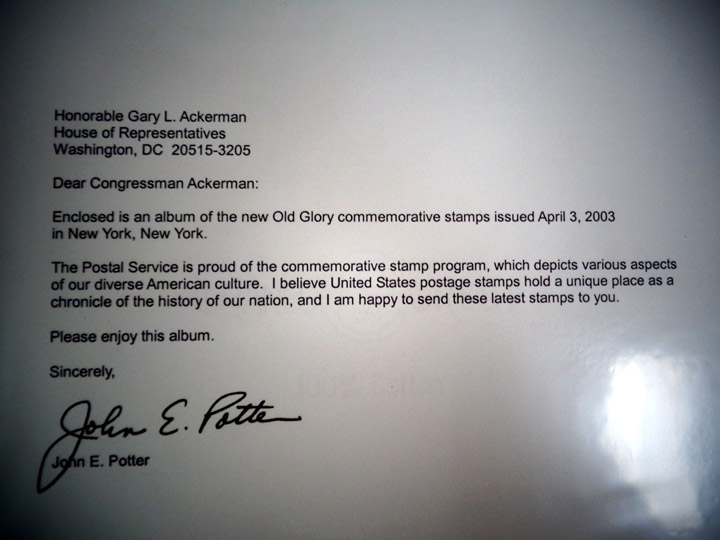 Honorable Gary L. Ackerman
House of Representatives
Washington, DC 20515-3205
Dear Congressman Ackerman:
Enclosed is an album of the new Old Glory commemorative stamps issued April 3, 2003
in New York, New York.
The Postal Service is proud of the commemorative stamp program, which depicts various aspects
of our diverse American culture. I believe United States postage stamps hold a unique place as a
chronicle of the history of our nation, and I am happy to send these latest stamps to you.
Please enjoy this album.
Sincerely,
John E. Potter
John E. Potter